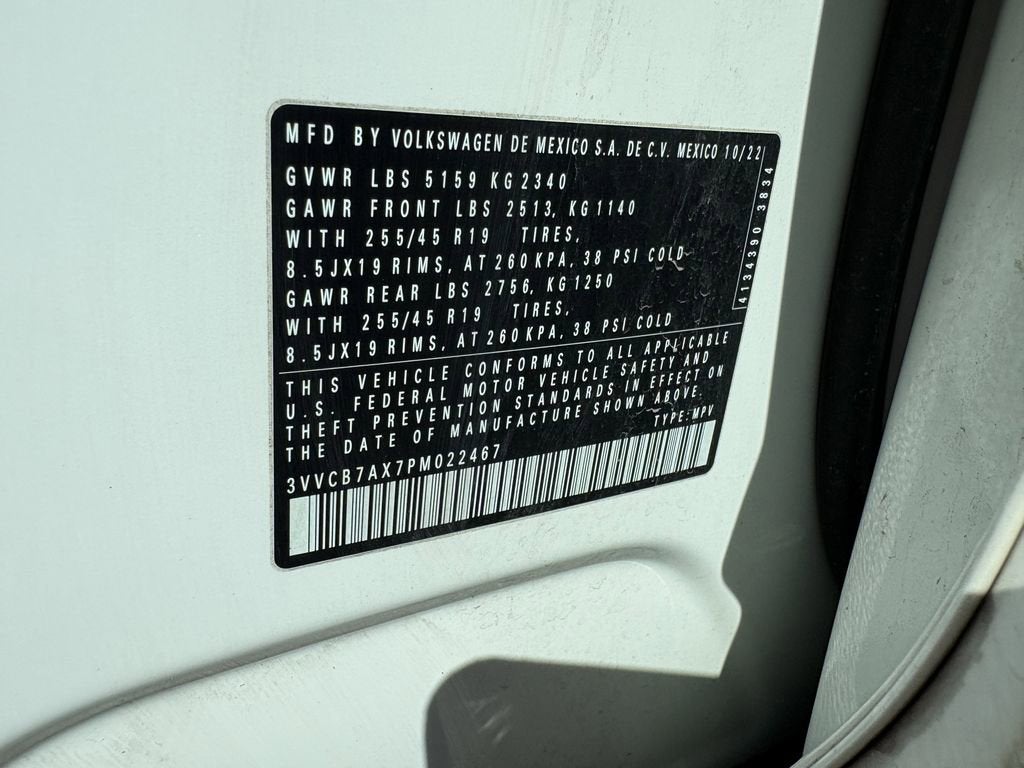 MFD BY VOLKSWAGEN DE MEXICO S.A. DE C.V. MEXICO 10/22
GVWR LBS 5159 KG 2340
GAWR FRONT LBS 2513, KG 1140
WITH 255/45 R19 TIRES,
8.5JX19 RIMS, AT 260 KPA, 38 PSI COLD
GAWR REAR LBS 2756, KG 1250
WITH 255/45 R19 TIRES,
8.5JX19 RIMS, AT 260 KPA, 38 PSI COLD
4134390 3834
THIS VEHICLE CONFORMS TO ALL APPLICABLE
U.S. FEDERAL MOTOR VEHICLE SAFETY AND
THEFT PREVENTION STANDARDS IN EFFECT ON
THE DATE OF MANUFACTURE SHOWN ABOVE.
TYPE: MPV
3VVCB7AX7PM022467